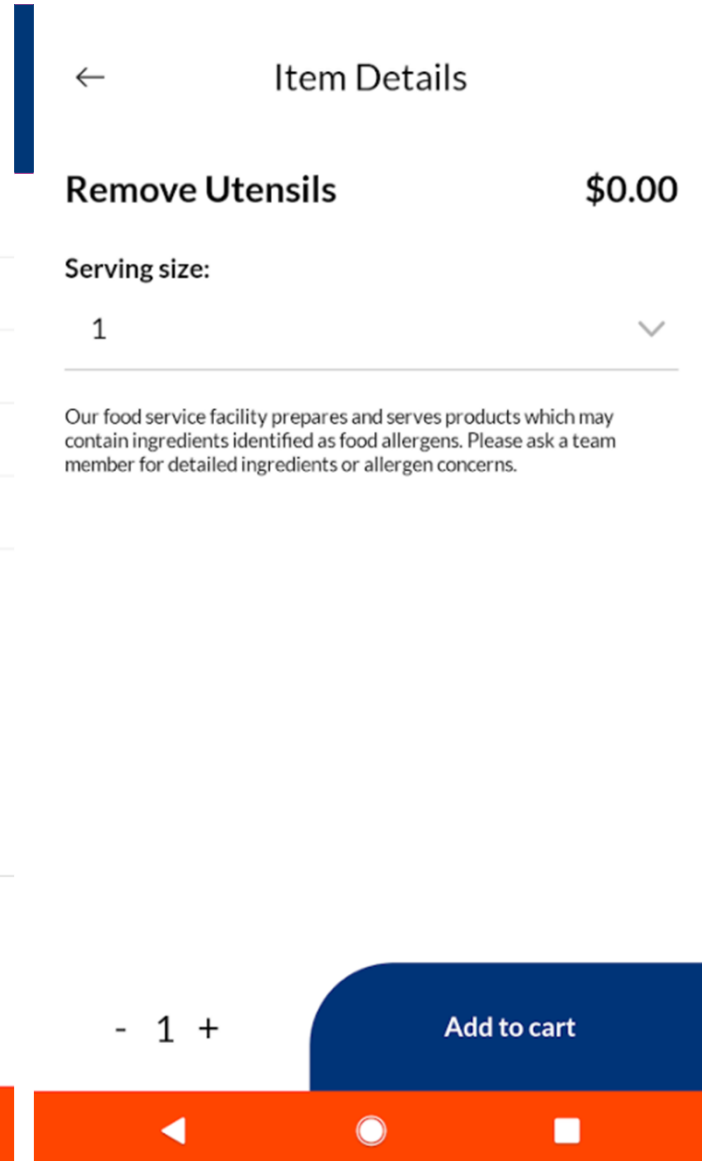 Item Details
Remove Utensils $0.00
Serving size:
1
Our food service facility prepares and serves products which may
contain ingredients identified as food allergens. Please ask a team
member for detailed ingredients or allergen concerns.
- 1 + Add to cart